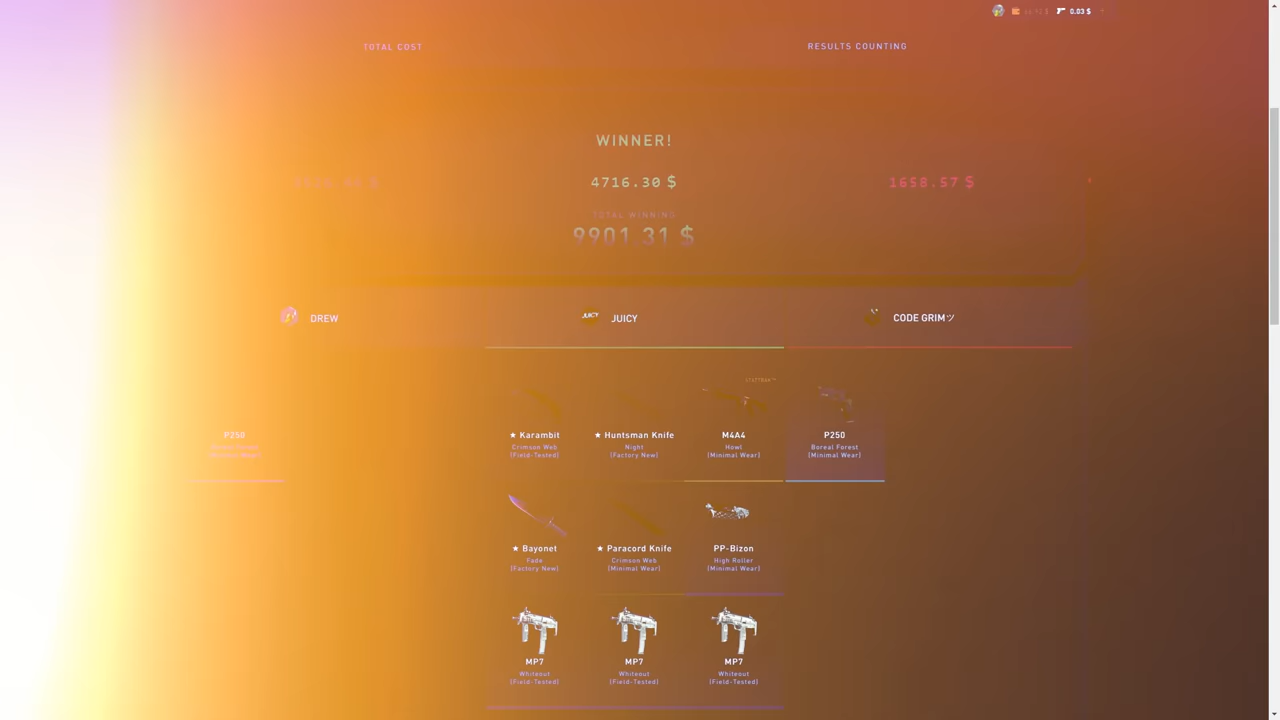 0.03 $
TOTAL COST
RESULTS COUNTING
WINNER!
4716.30 $
1658.57 $
TOTAL WINNING
9901.31 $
DREW
JUICY
JUICY
CODE GRIMツ
STATTRAK™
P250
★ Karambit
Crimson Web
(Field-Tested)
★ Huntsman Knife
Night
(Factory New)
M4A4
Howl
(Minimal Wear)
P250
Boreal Forest
(Minimal Wear)
★ Bayonet
Fade
(Factory New)
★ Paracord Knife
Crimson Web
(Minimal Wear)
PP-Bizon
High Roller
(Minimal Wear)
MP7
Whiteout
(Field-Tested)
MP7
Whiteout
(Field-Tested)
MP7
Whiteout
(Field-Tested)